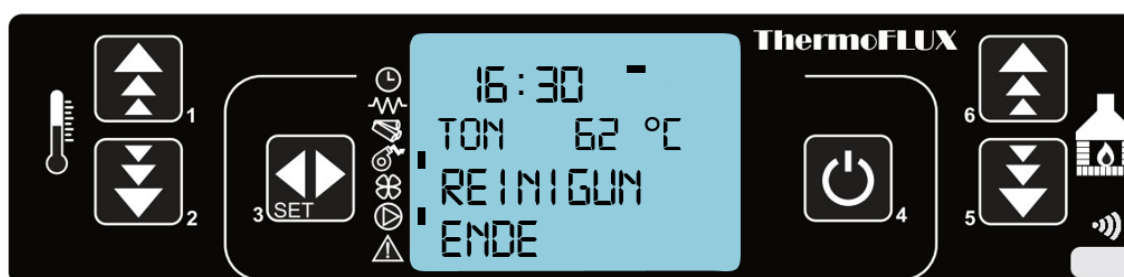 ThermoFLUX
16:30
TON 62 °C
REINIGUN
ENDE
1
2
3 SET
4
5
6